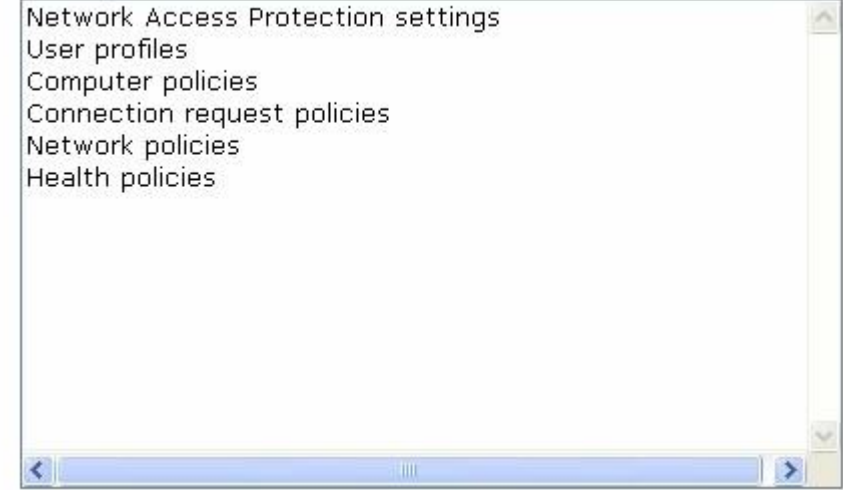 Network Access Protection settings
User profiles
Computer policies
Connection request policies
Network policies
Health policies